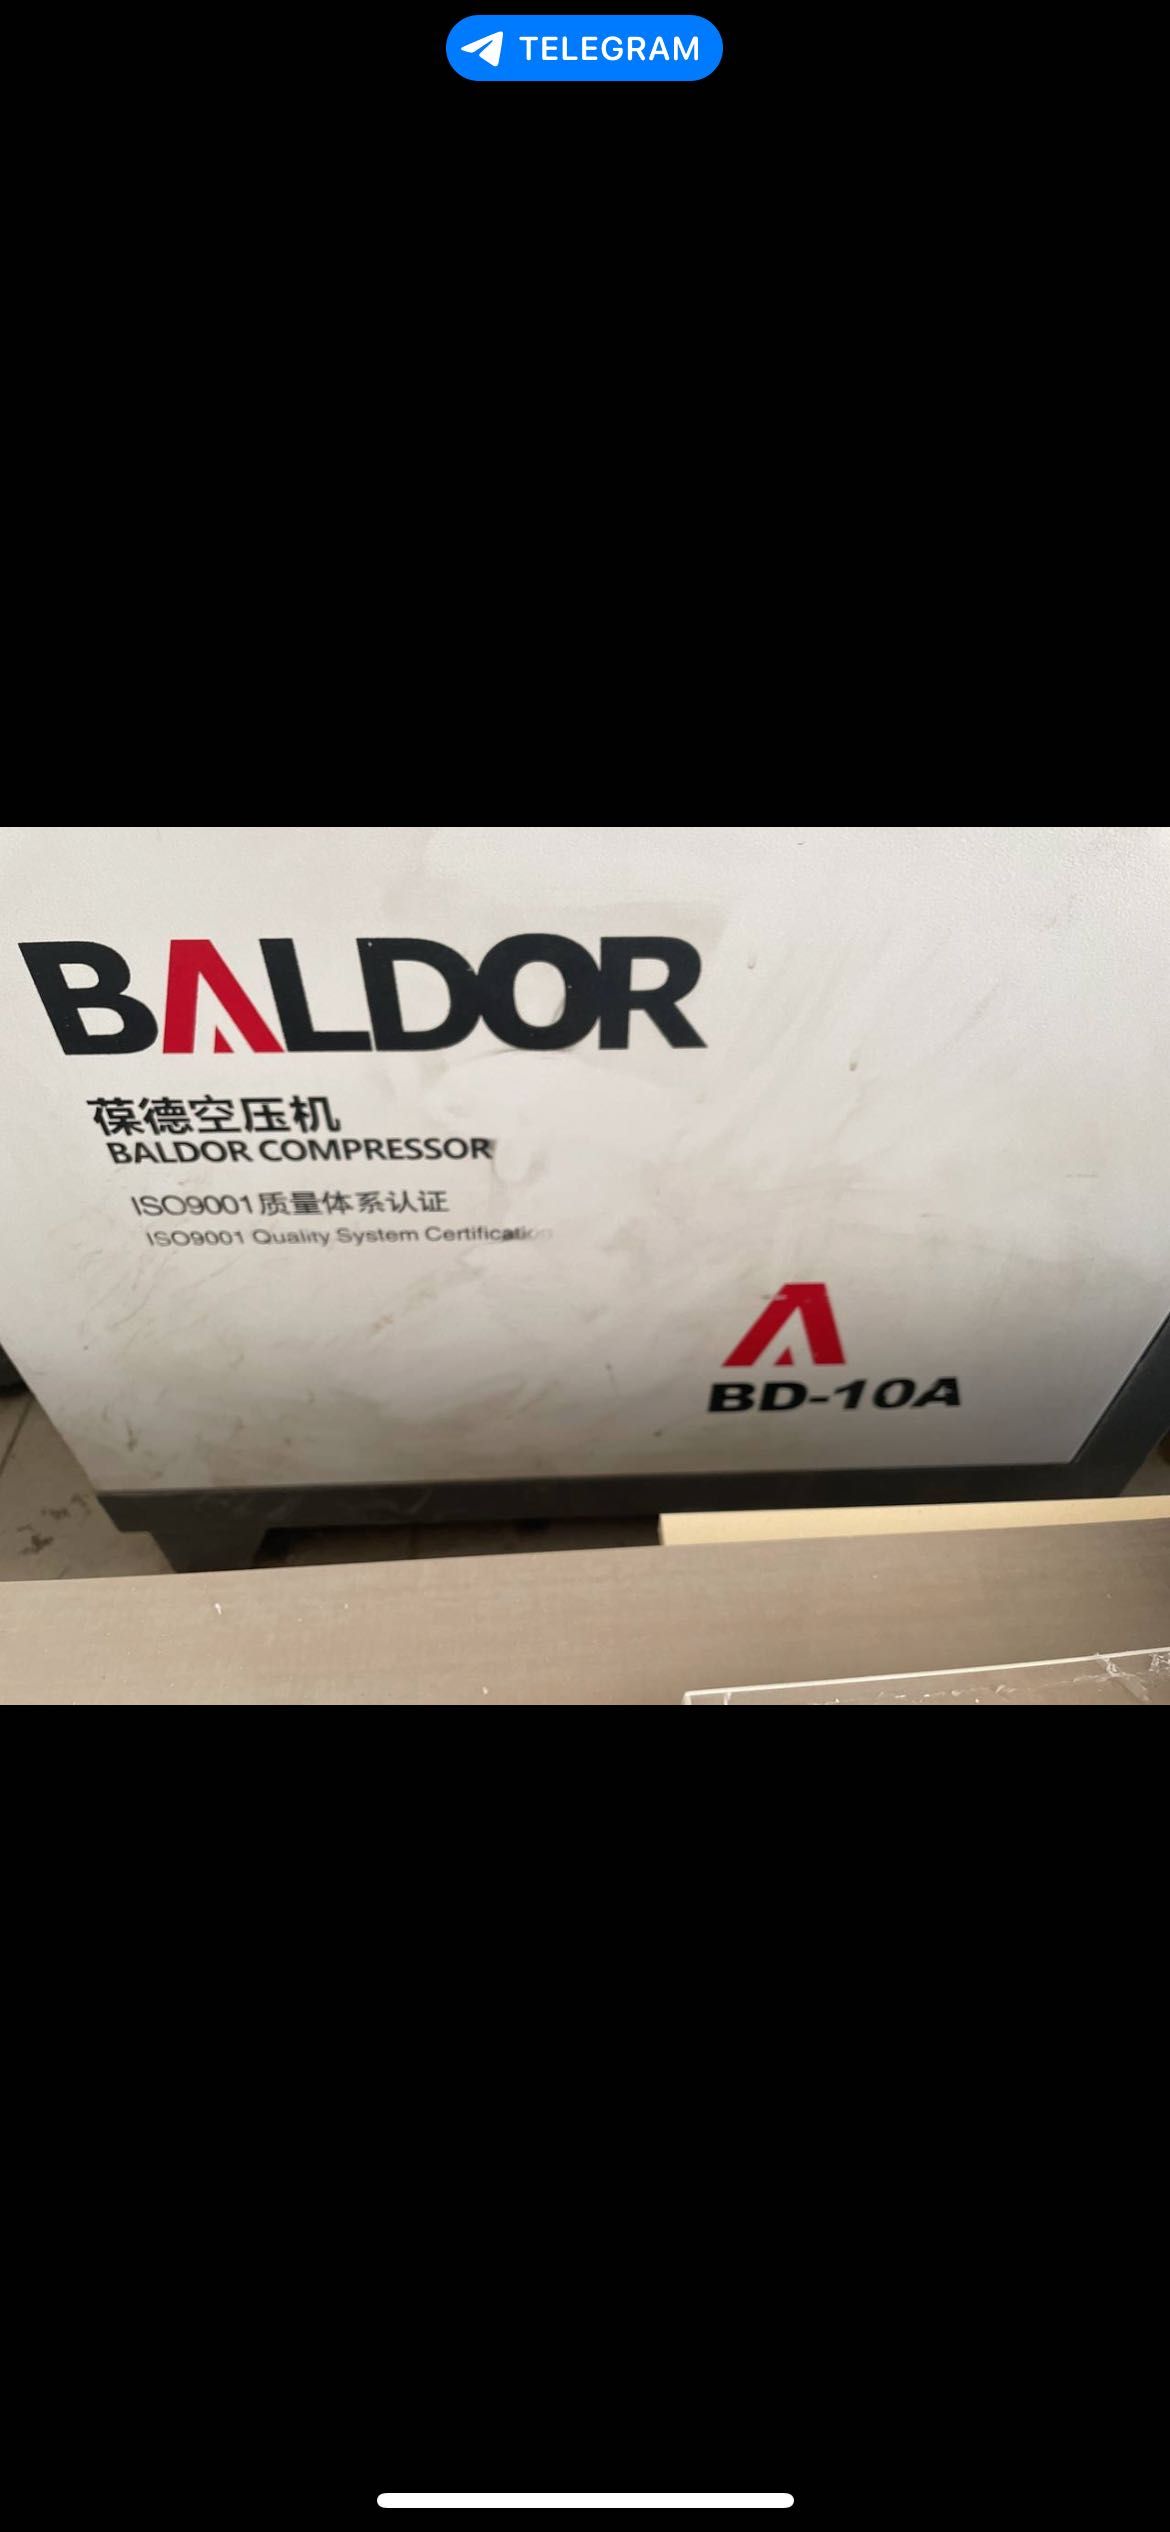 TELEGRAM
BALDOR
葆德空压机
BALDOR COMPRESSOR
ISO9001质量体系认证
ISO9001 Quality System Certification
BD-10A